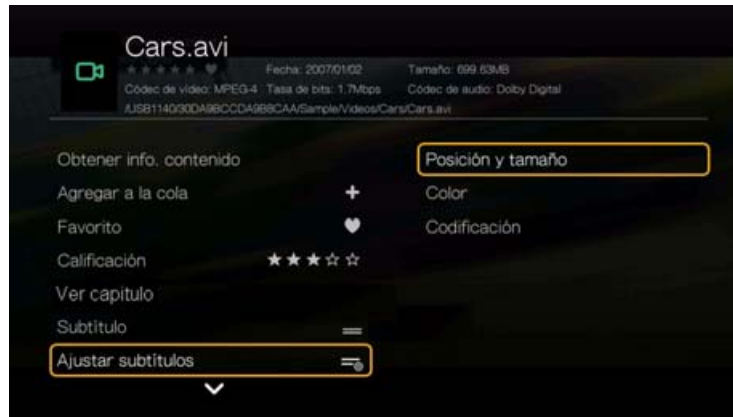 Cars.avi
Fecha: 2007/01/02 Tamaño: 699.63MB
Códec de vídeo: MPEG-4 Tasa de bits: 1.7Mbps Códec de audio: Dolby Digital
/USB1140/30DA9BCCDA9B8CAA/Sample/Videos/Cars/Cars.avi
Obtener info. contenido
Posición y tamaño
Agregar a la cola
Color
Favorito
Codificación
Calificación
Ver capitulo
Subtítulo
Ajustar subtítulos